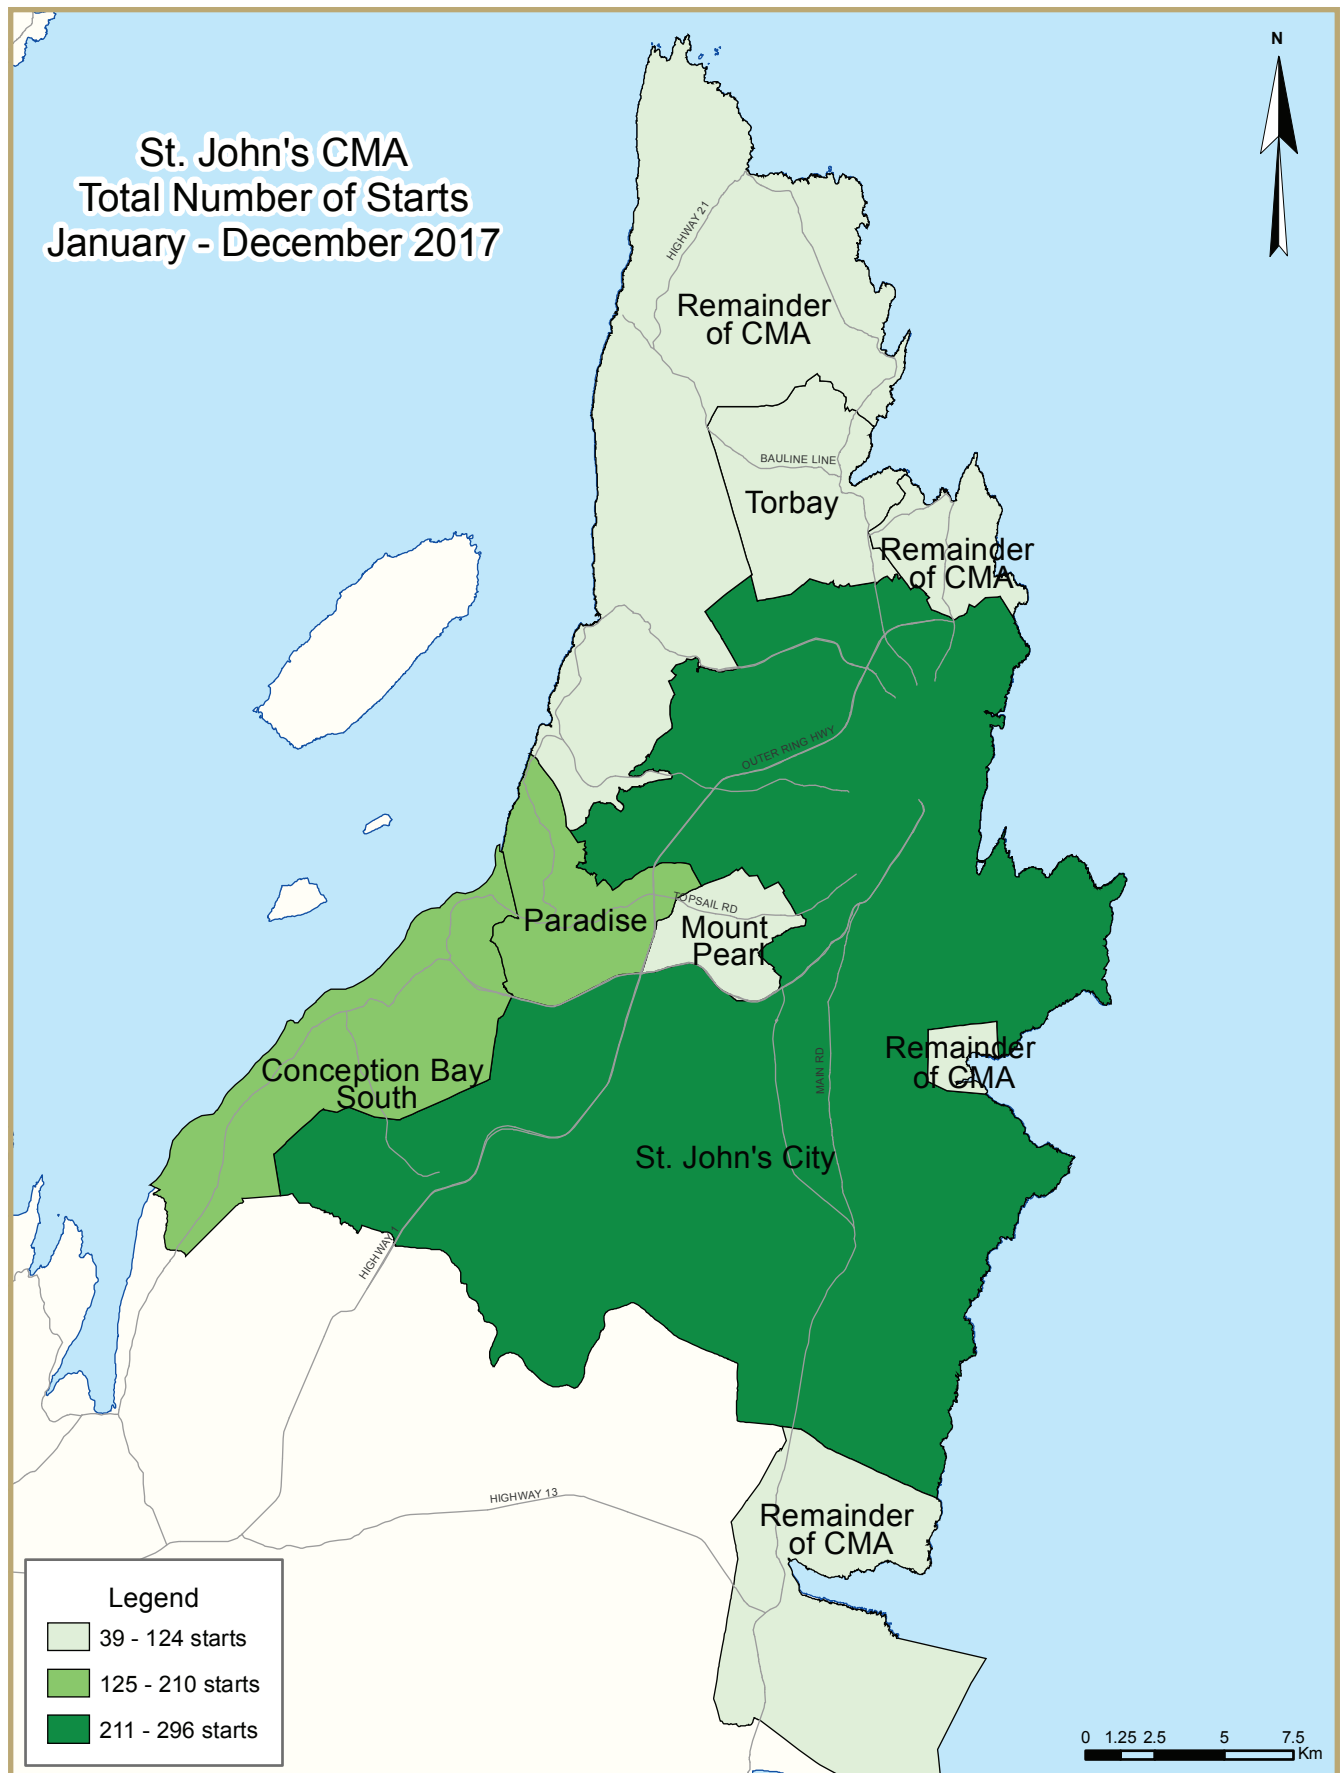 N
St. John's CMA
Total Number of Starts
January - December 2017
HIGHWAY 21
Remainder
of CMA
BAULINE LINE
Torbay
Remainder
of CMA
OUTER RING HWY
TOPSAIL RD
Paradise
Mount
Pearl
Remainder
of CMA
MAIN RD
Conception Bay
South
St. John's City
HIGHWAY 1
HIGHWAY 13
Remainder
of CMA
Legend
39 - 124 starts
125 - 210 starts
211 - 296 starts
0 1.25 2.5 5 7.5
Km